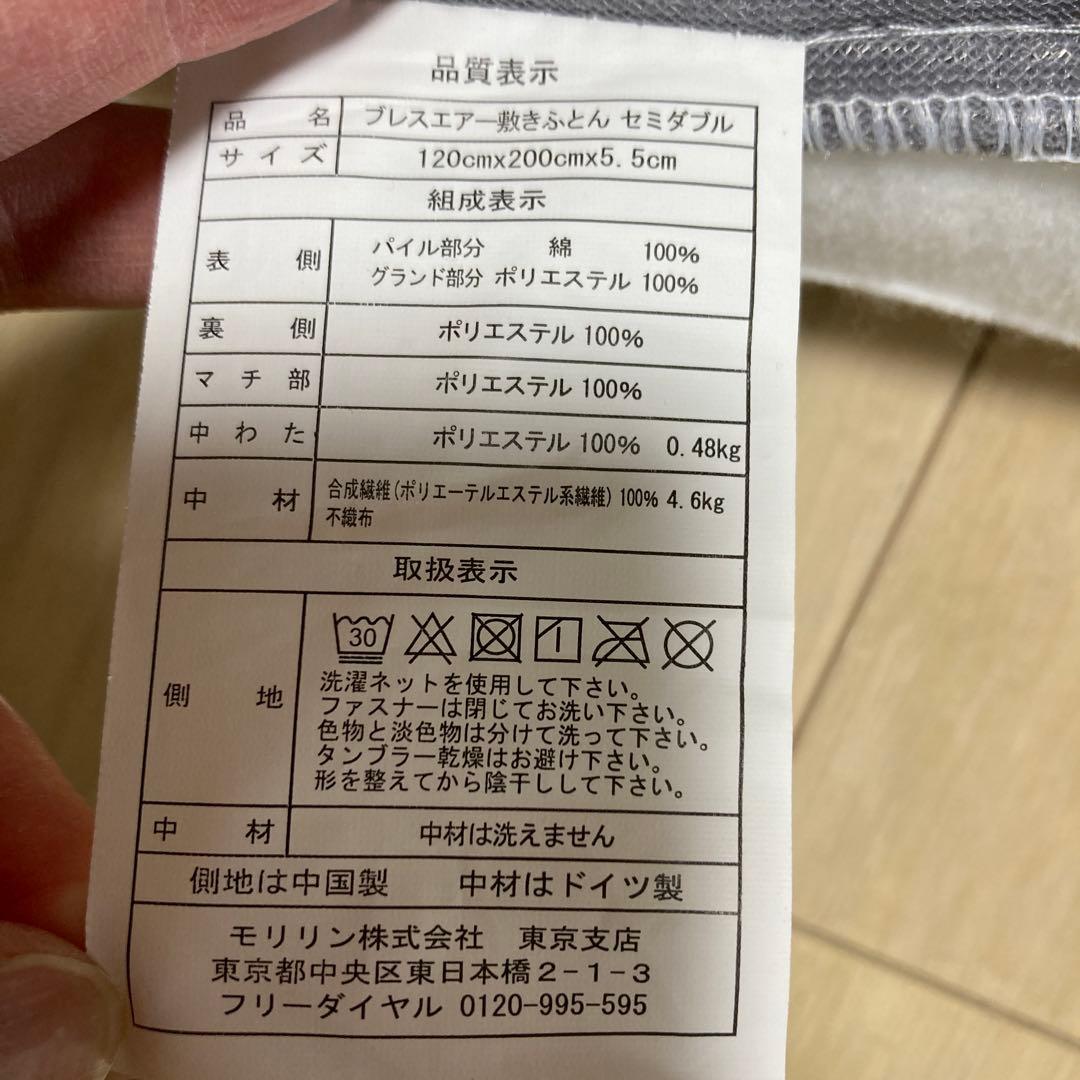 品質表示
品名 ブレスエアー敷きふとん セミダブル
サイズ 120cmx200cmx5.5cm
組成表示
表側 パイル部分 綿 100%
グランド部分 ポリエステル 100%
裏側 ポリエステル 100%
マチ部 ポリエステル 100%
中わた ポリエステル 100% 0.48kg
中材 合成繊維(ポリエーテルエステル系繊維) 100% 4.6kg
不織布
取扱表示
30
側地 洗濯ネットを使用して下さい。
ファスナーは閉じてお洗い下さい。
色物と淡色物は分けて洗って下さい。
タンブラー乾燥はお避け下さい。
形を整えてから陰干しして下さい。
中材 中材は洗えません
側地は中国製 中材はドイツ製
モリリン株式会社 東京支店
東京都中央区東日本橋2-1-3
フリーダイヤル 0120-995-595